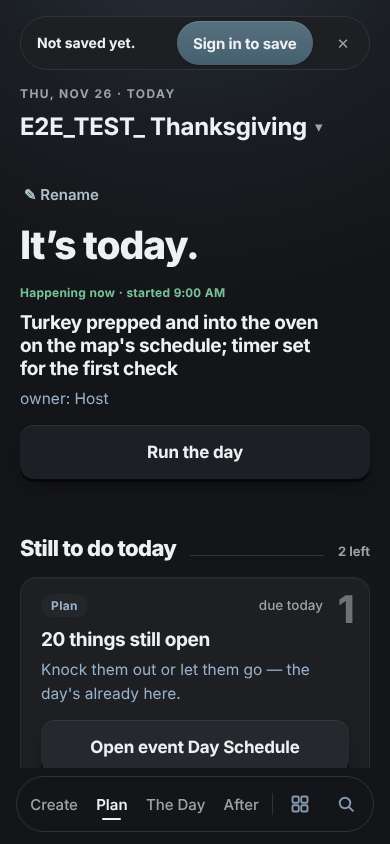 Not saved yet.
Sign in to save
×
THU, NOV 26 · TODAY
E2E_TEST_ Thanksgiving ▾
✎ Rename
It’s today.
Happening now · started 9:00 AM
Turkey prepped and into the oven
on the map's schedule; timer set
for the first check
owner: Host
Run the day
Still to do today
2 left
Plan
due today
1
20 things still open
Knock them out or let them go — the
day's already here.
Open event Day Schedule
Create
Plan
The Day
After